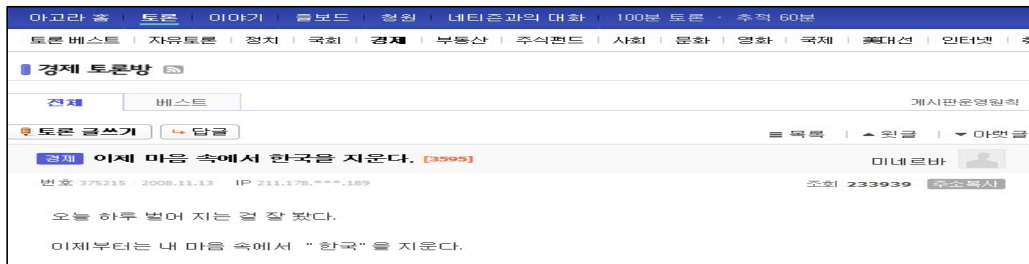 아고라 홈 토론 이야기 즐보드 청원 네티즌과의 대화 100분 토론 · 추적 60분
토론 베스트 자유토론 정치 국회 경제 부동산 주식펀드 사회 문화 영화 국제 美대선 인터넷
경제 토론방
전체 베스트 게시판운영원칙
토론 글쓰기 답글 목록 윗글 아랫글
경제 이제 마음 속에서 한국을 지운다. [3595] 미네르바
번호 375215 2008.11.13 IP 211.178.***.189 조회 233939 주소복사
오늘 하루 벌어 지는 걸 잘 봤다.
이제부터는 내 마음 속에서 "한국"을 지운다.